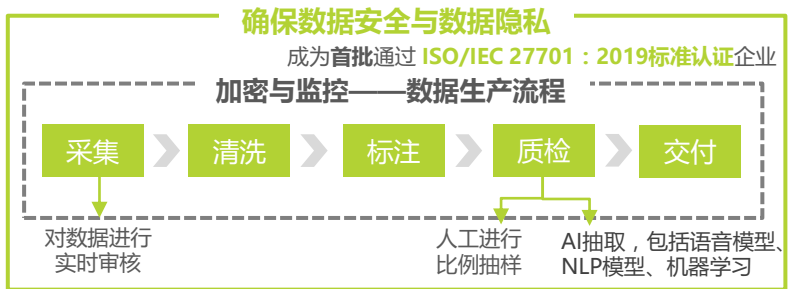 确保数据安全与数据隐私
成为首批通过 ISO/IEC 27701：2019标准认证企业
加密与监控——数据生产流程
采集
清洗
标注
质检
交付
对数据进行
实时审核
人工进行
比例抽样
AI抽取，包括语音模型、
NLP模型、机器学习